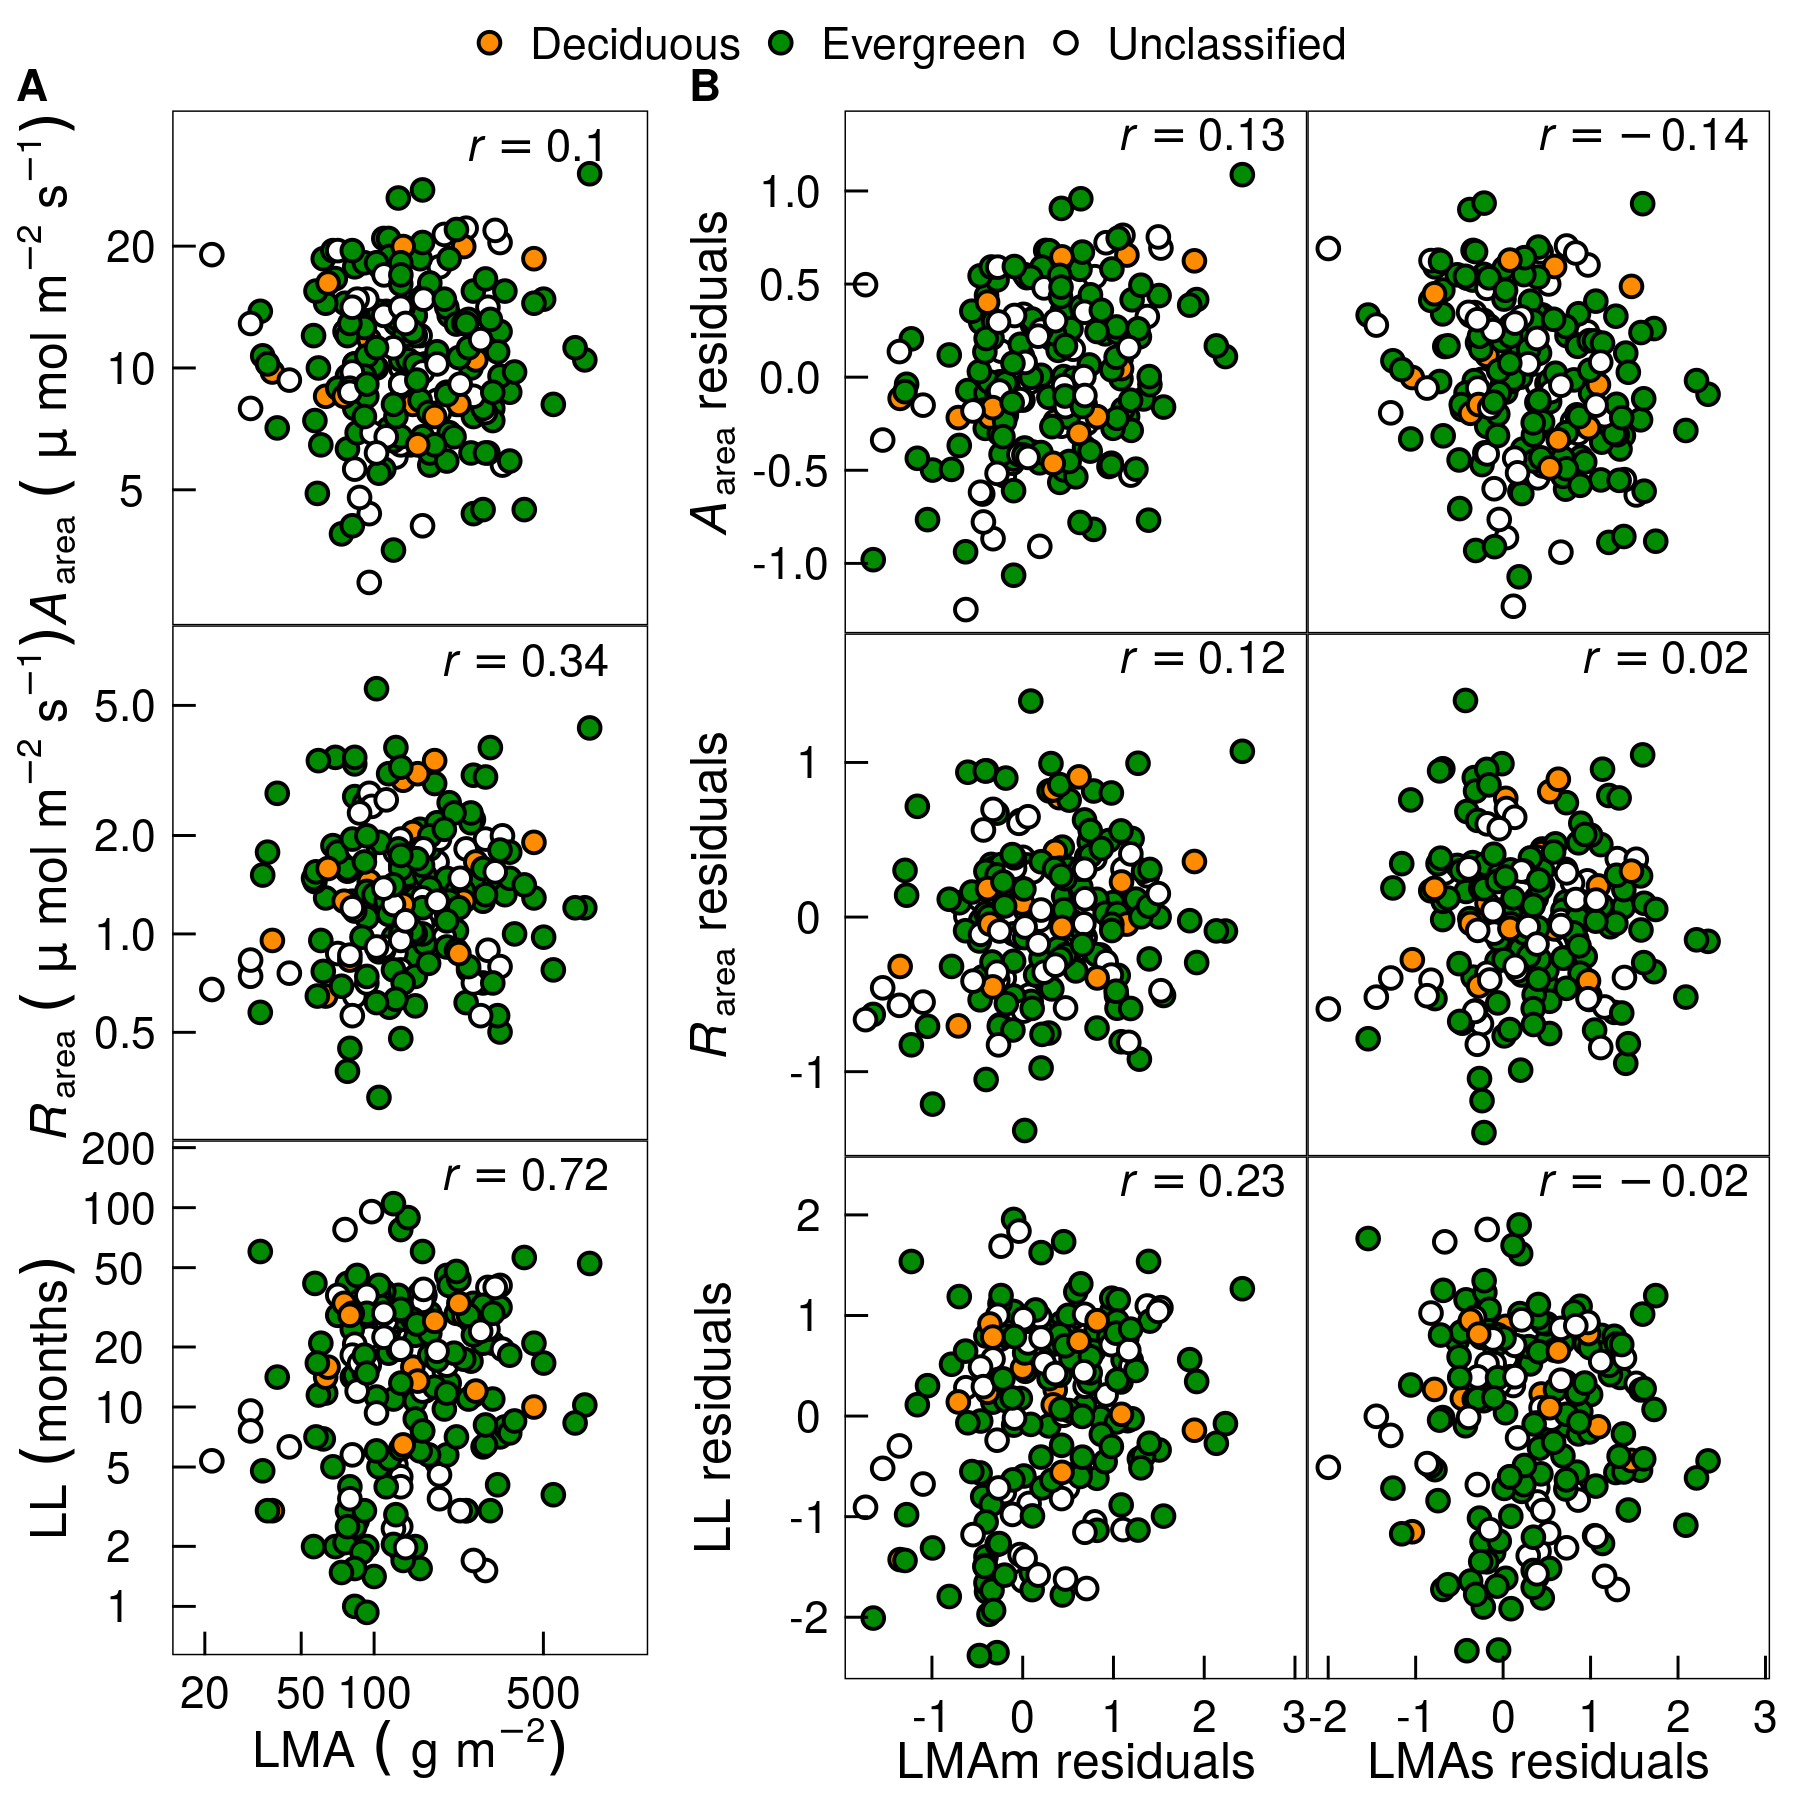 Deciduous Evergreen Unclassified
A B
A area ( μ mol m −2 s −1 )
r = 0.1
20
10
5
R area ( μ mol m −2 s −1 )
r = 0.34
5.0
2.0
1.0
0.5
LL (months)
r = 0.72
200
100
50
20
10
5
2
1
20 50 100 500
LMA ( g m −2 )
A area residuals
r = 0.13
r = −0.14
1.0
0.5
0.0
-0.5
-1.0
R area residuals
r = 0.12
r = 0.02
1
0
-1
LL residuals
r = 0.23
r = −0.02
2
1
0
-1
-2
-1 0 1 2 3 -2 -1 0 1 2 3
LMAm residuals LMAs residuals